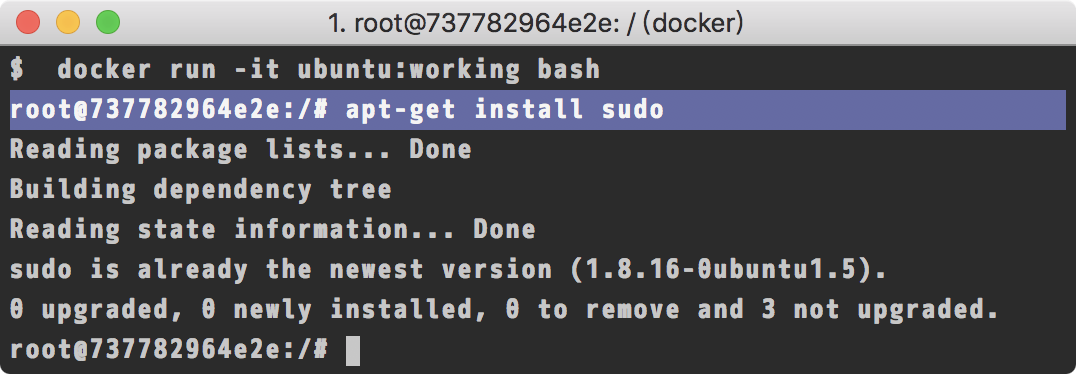 1. root@737782964e2e: / (docker)
$  docker run -it ubuntu:working bash
root@737782964e2e:/# apt-get install sudo
Reading package lists... Done
Building dependency tree
Reading state information... Done
sudo is already the newest version (1.8.16-0ubuntu1.5).
0 upgraded, 0 newly installed, 0 to remove and 3 not upgraded.
root@737782964e2e:/#